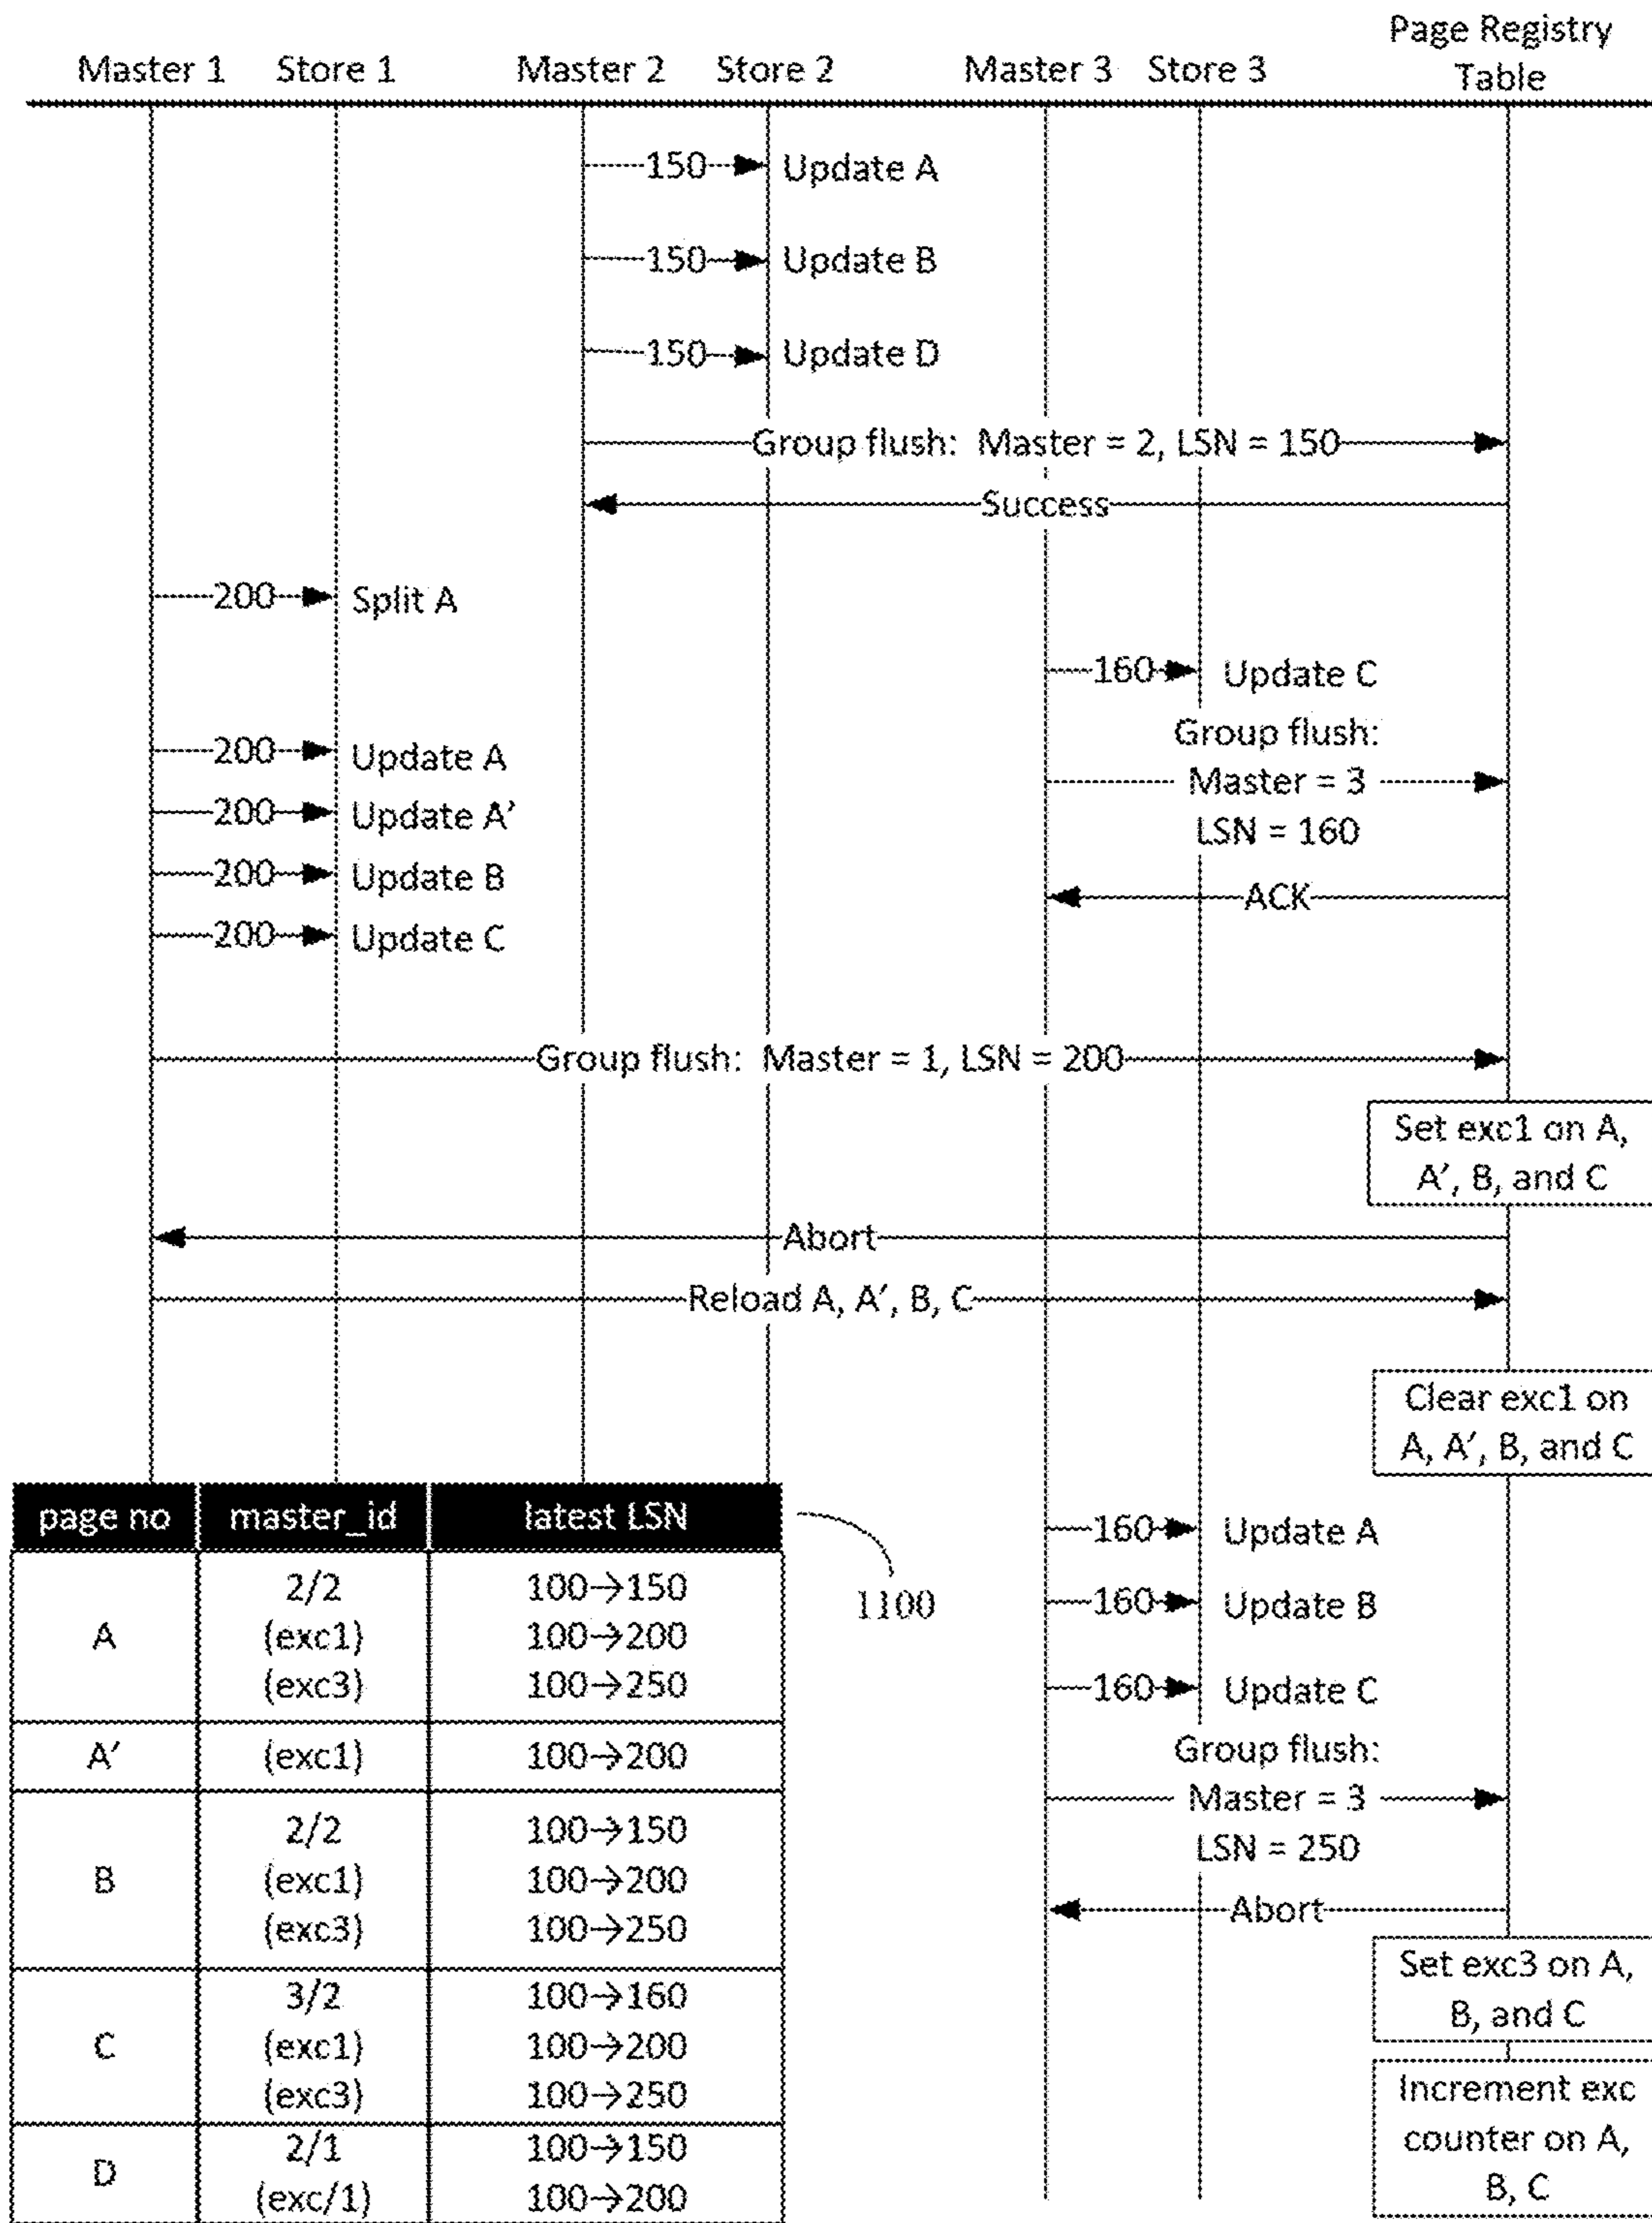 Master 1 Store 1 Master 2 Store 2 Master 3 Store 3 Page Registry
Table
150 Update A
150 Update B
150 Update D
Group flush: Master = 2, LSN = 150
Success
200 Split A
160 Update C
Group flush:
200 Update A
Master = 3
200 Update A′
LSN = 160
200 Update B
ACK
200 Update C
Group flush: Master = 1, LSN = 200
Set exc1 on A,
A′, B, and C
Abort
Reload A, A′, B, C
Clear exc1 on
A, A′, B, and C
page no master_id latest LSN
1100
A
2/2 100→150
(exc1) 100→200
(exc3) 100→250
A′ (exc1) 100→200
B
2/2 100→150
(exc1) 100→200
(exc3) 100→250
C
3/2 100→160
(exc1) 100→200
(exc3) 100→250
D
2/1 100→150
(exc/1) 100→200
160 Update A
160 Update B
160 Update C
Group flush:
Master = 3
LSN = 250
Abort
Set exc3 on A,
B, and C
Increment exc
counter on A,
B, C